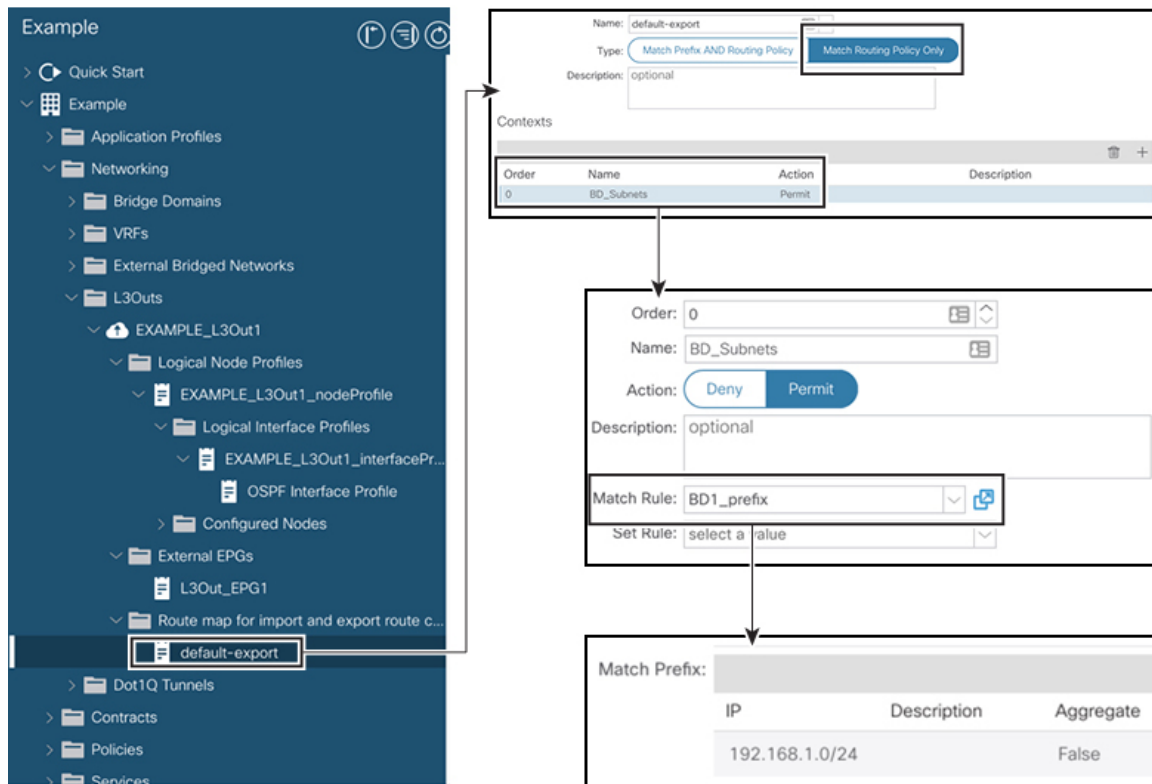 Example
Quick Start
Example
Application Profiles
Networking
Bridge Domains
VRFs
External Bridged Networks
L3Outs
EXAMPLE_L3Out1
Logical Node Profiles
EXAMPLE_L3Out1_nodeProfile
Logical Interface Profiles
EXAMPLE_L3Out1_interfacePr...
OSPF Interface Profile
Configured Nodes
External EPGs
L3Out_EPG1
Route map for import and export route c...
default-export
Dot1Q Tunnels
Contracts
Policies
Services
Name: default-export
Type: Match Prefix AND Routing Policy Match Routing Policy Only
Description: optional
Contexts
Order Name Action Description
0 BD_Subnets Permit
Order: 0
Name: BD_Subnets
Action: Deny Permit
Description: optional
Match Rule: BD1_prefix
Set Rule: select a value
Match Prefix:
IP Description Aggregate
192.168.1.0/24 False